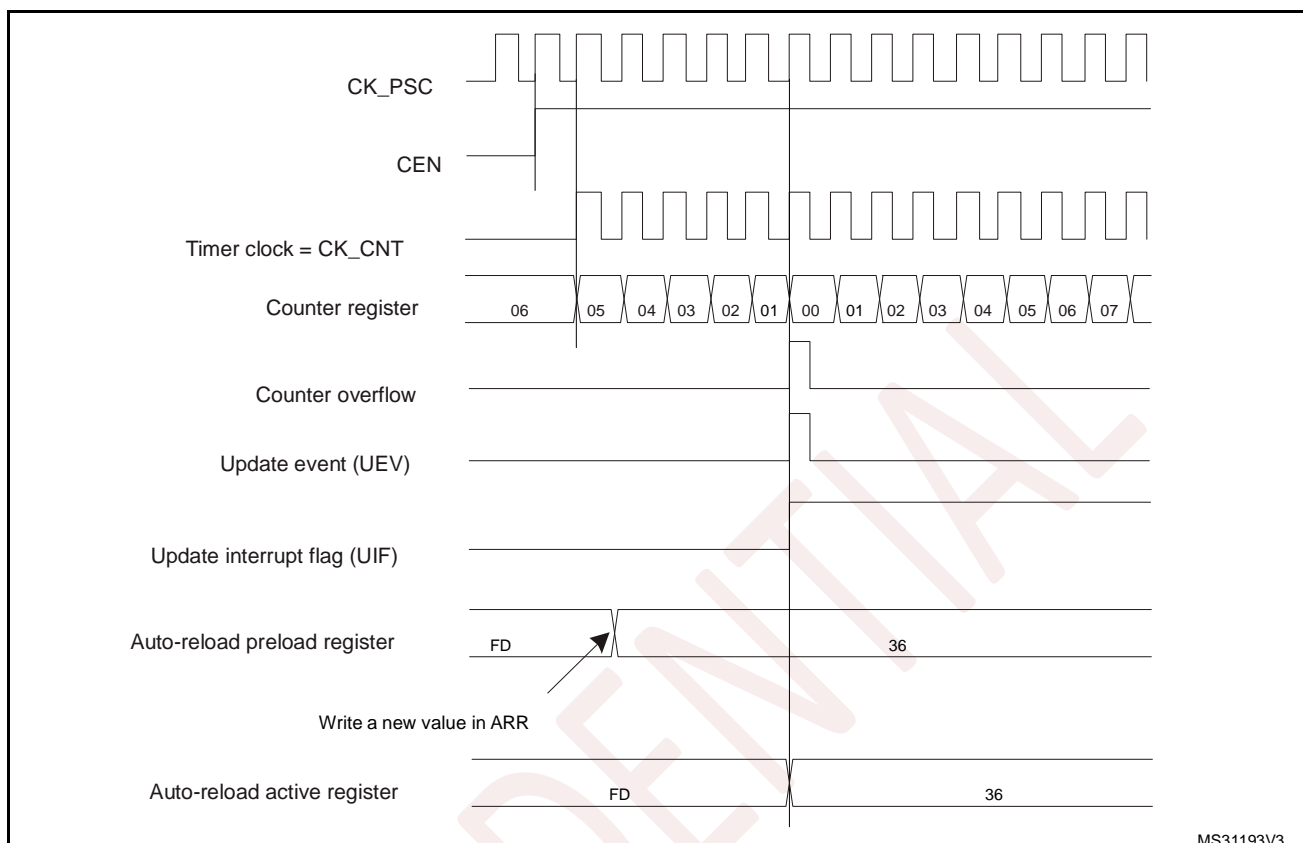 CK_PSC
CEN
Timer clock = CK_CNT
Counter register 06 05 04 03 02 01 00 01 02 03 04 05 06 07
Counter overflow
Update event (UEV)
Update interrupt flag (UIF)
Auto-reload preload register FD 36
Write a new value in ARR
Auto-reload active register FD 36
MS31193V3
DENTIAL